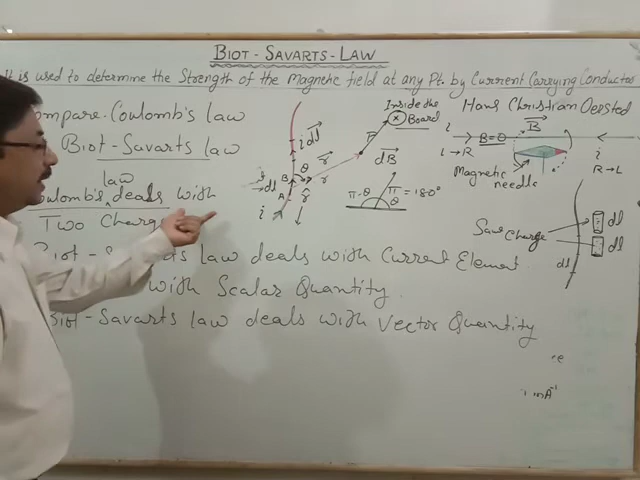 BIOT-SAVARTS-LAW
It is used to determine the Strength of the Magnetic field at any Pt. by Current Carrying Conductor
Compare Coulomb's law
Biot-Savarts law
law
Coulomb's deals with
Two Charge
Biot-Savarts law deals with Current Element
with Scalar Quantity
Biot-Savarts law deals with Vector Quantity
i dl
θ
r
B
r
r̂
A
dl
i
Inside the
Board
P
dB
π-θ
π=180°
θ
Hans Christian Oersted
i
B=0
B
i → R
i
R → L
Magnetic
needle
Same Charge
dl
dl
dl